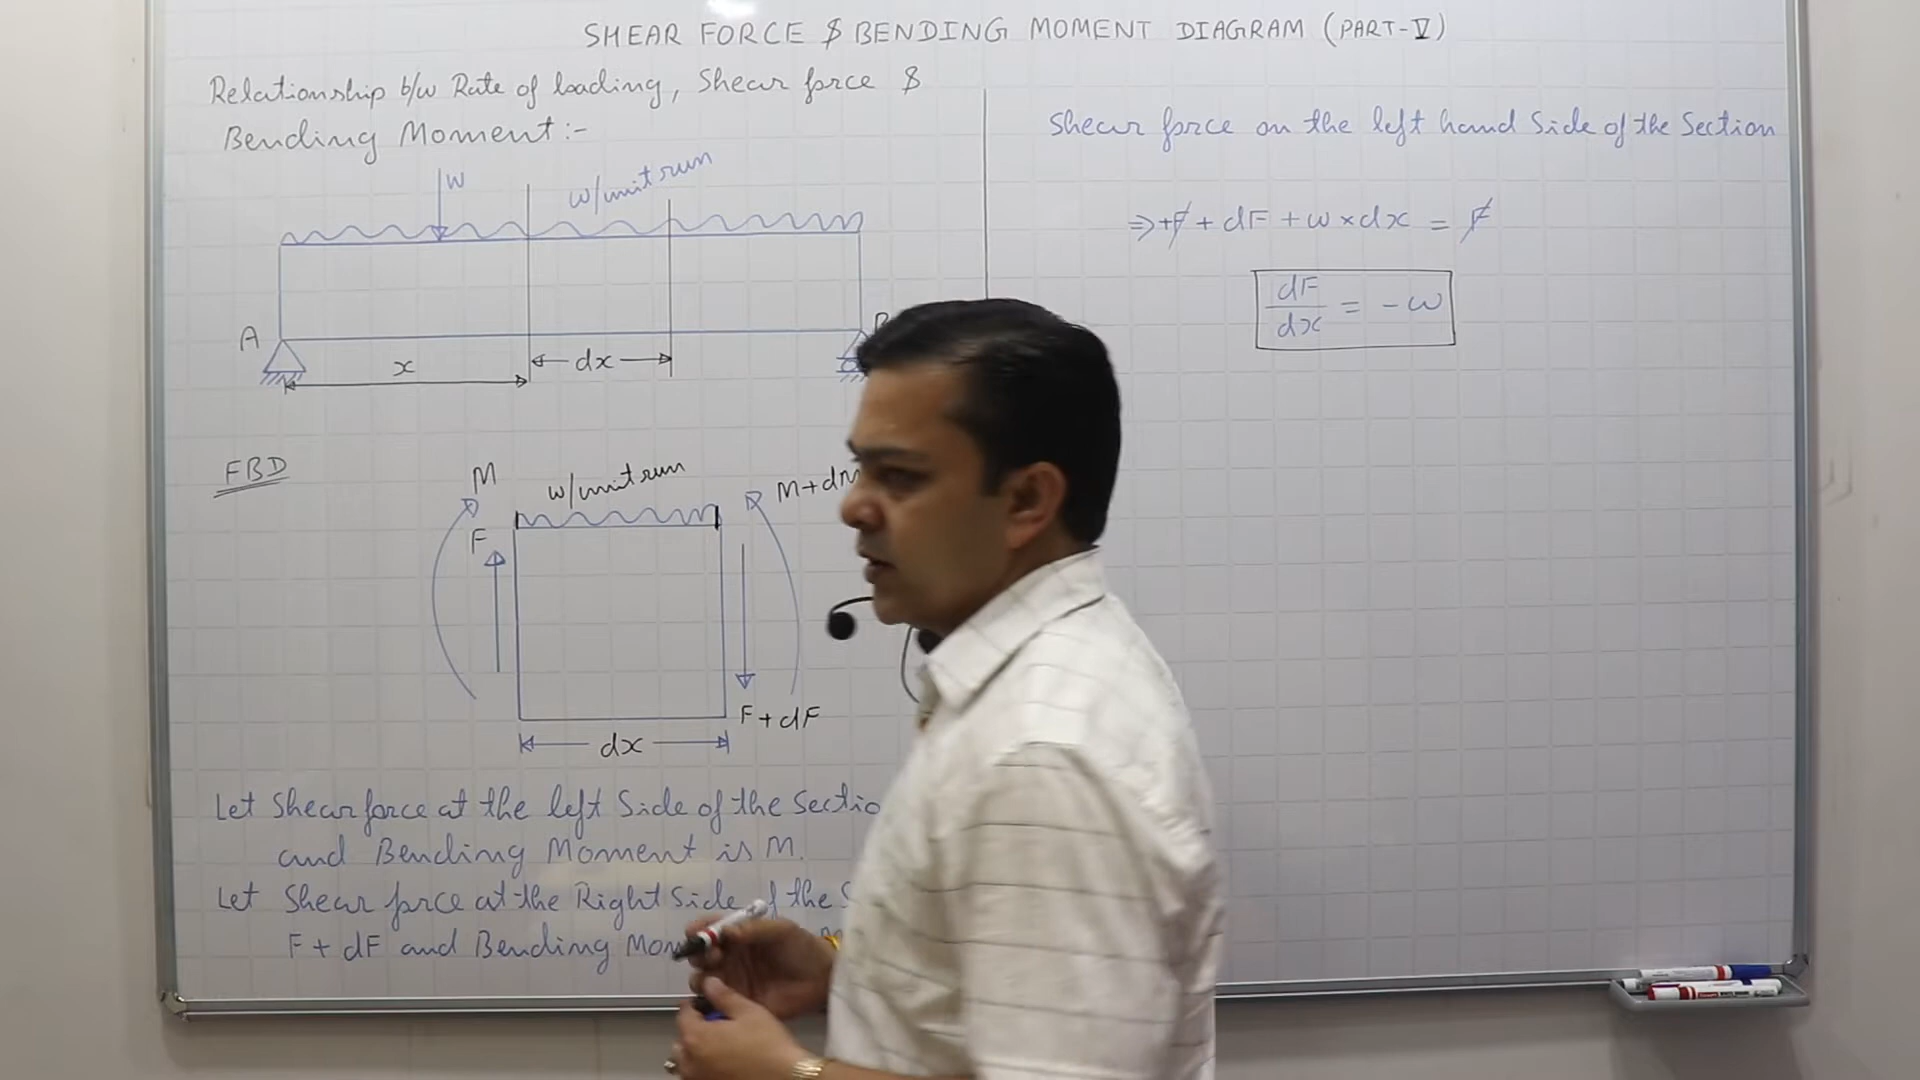 SHEAR FORCE $ BENDING MOMENT DIAGRAM (PART-V)
Relationship b/w Rate of loading, Shear force $
Bending Moment:-
W
w/unit run
A
x
dx
FBD
M
w/unit run
M+dM
F
F+dF
dx
Let Shear force at the left Side of the Section
and Bending Moment is M.
Let Shear force at the Right Side of the
F + dF and Bending
Shear force on the left hand Side of the Section
⇒ +F + dF + w×dx = F
dF/dx = -w